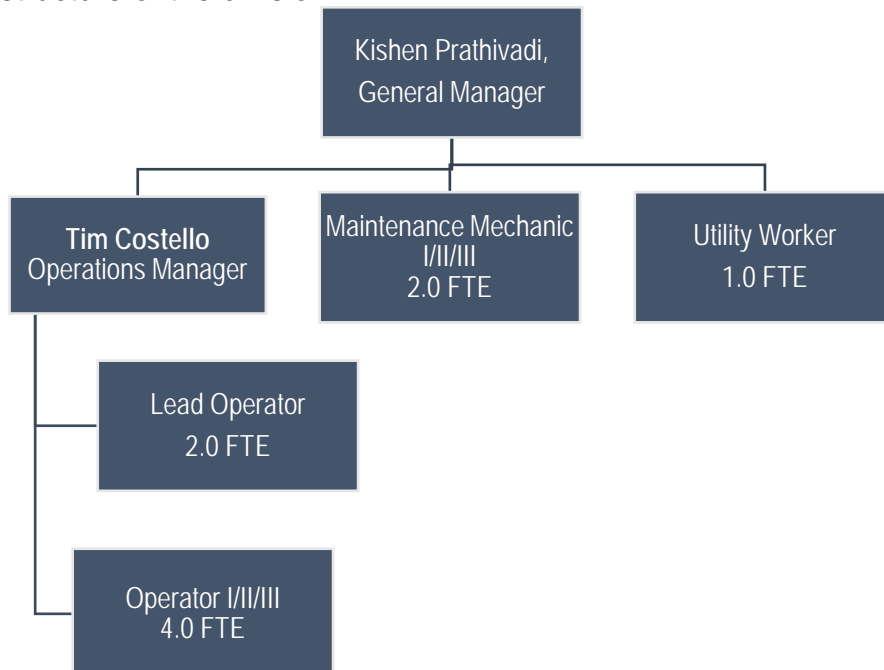 Kishen Prathivadi,
General Manager
Tim Costello
Operations Manager
Maintenance Mechanic
I/II/III
2.0 FTE
Utility Worker
1.0 FTE
Lead Operator
2.0 FTE
Operator I/II/III
4.0 FTE